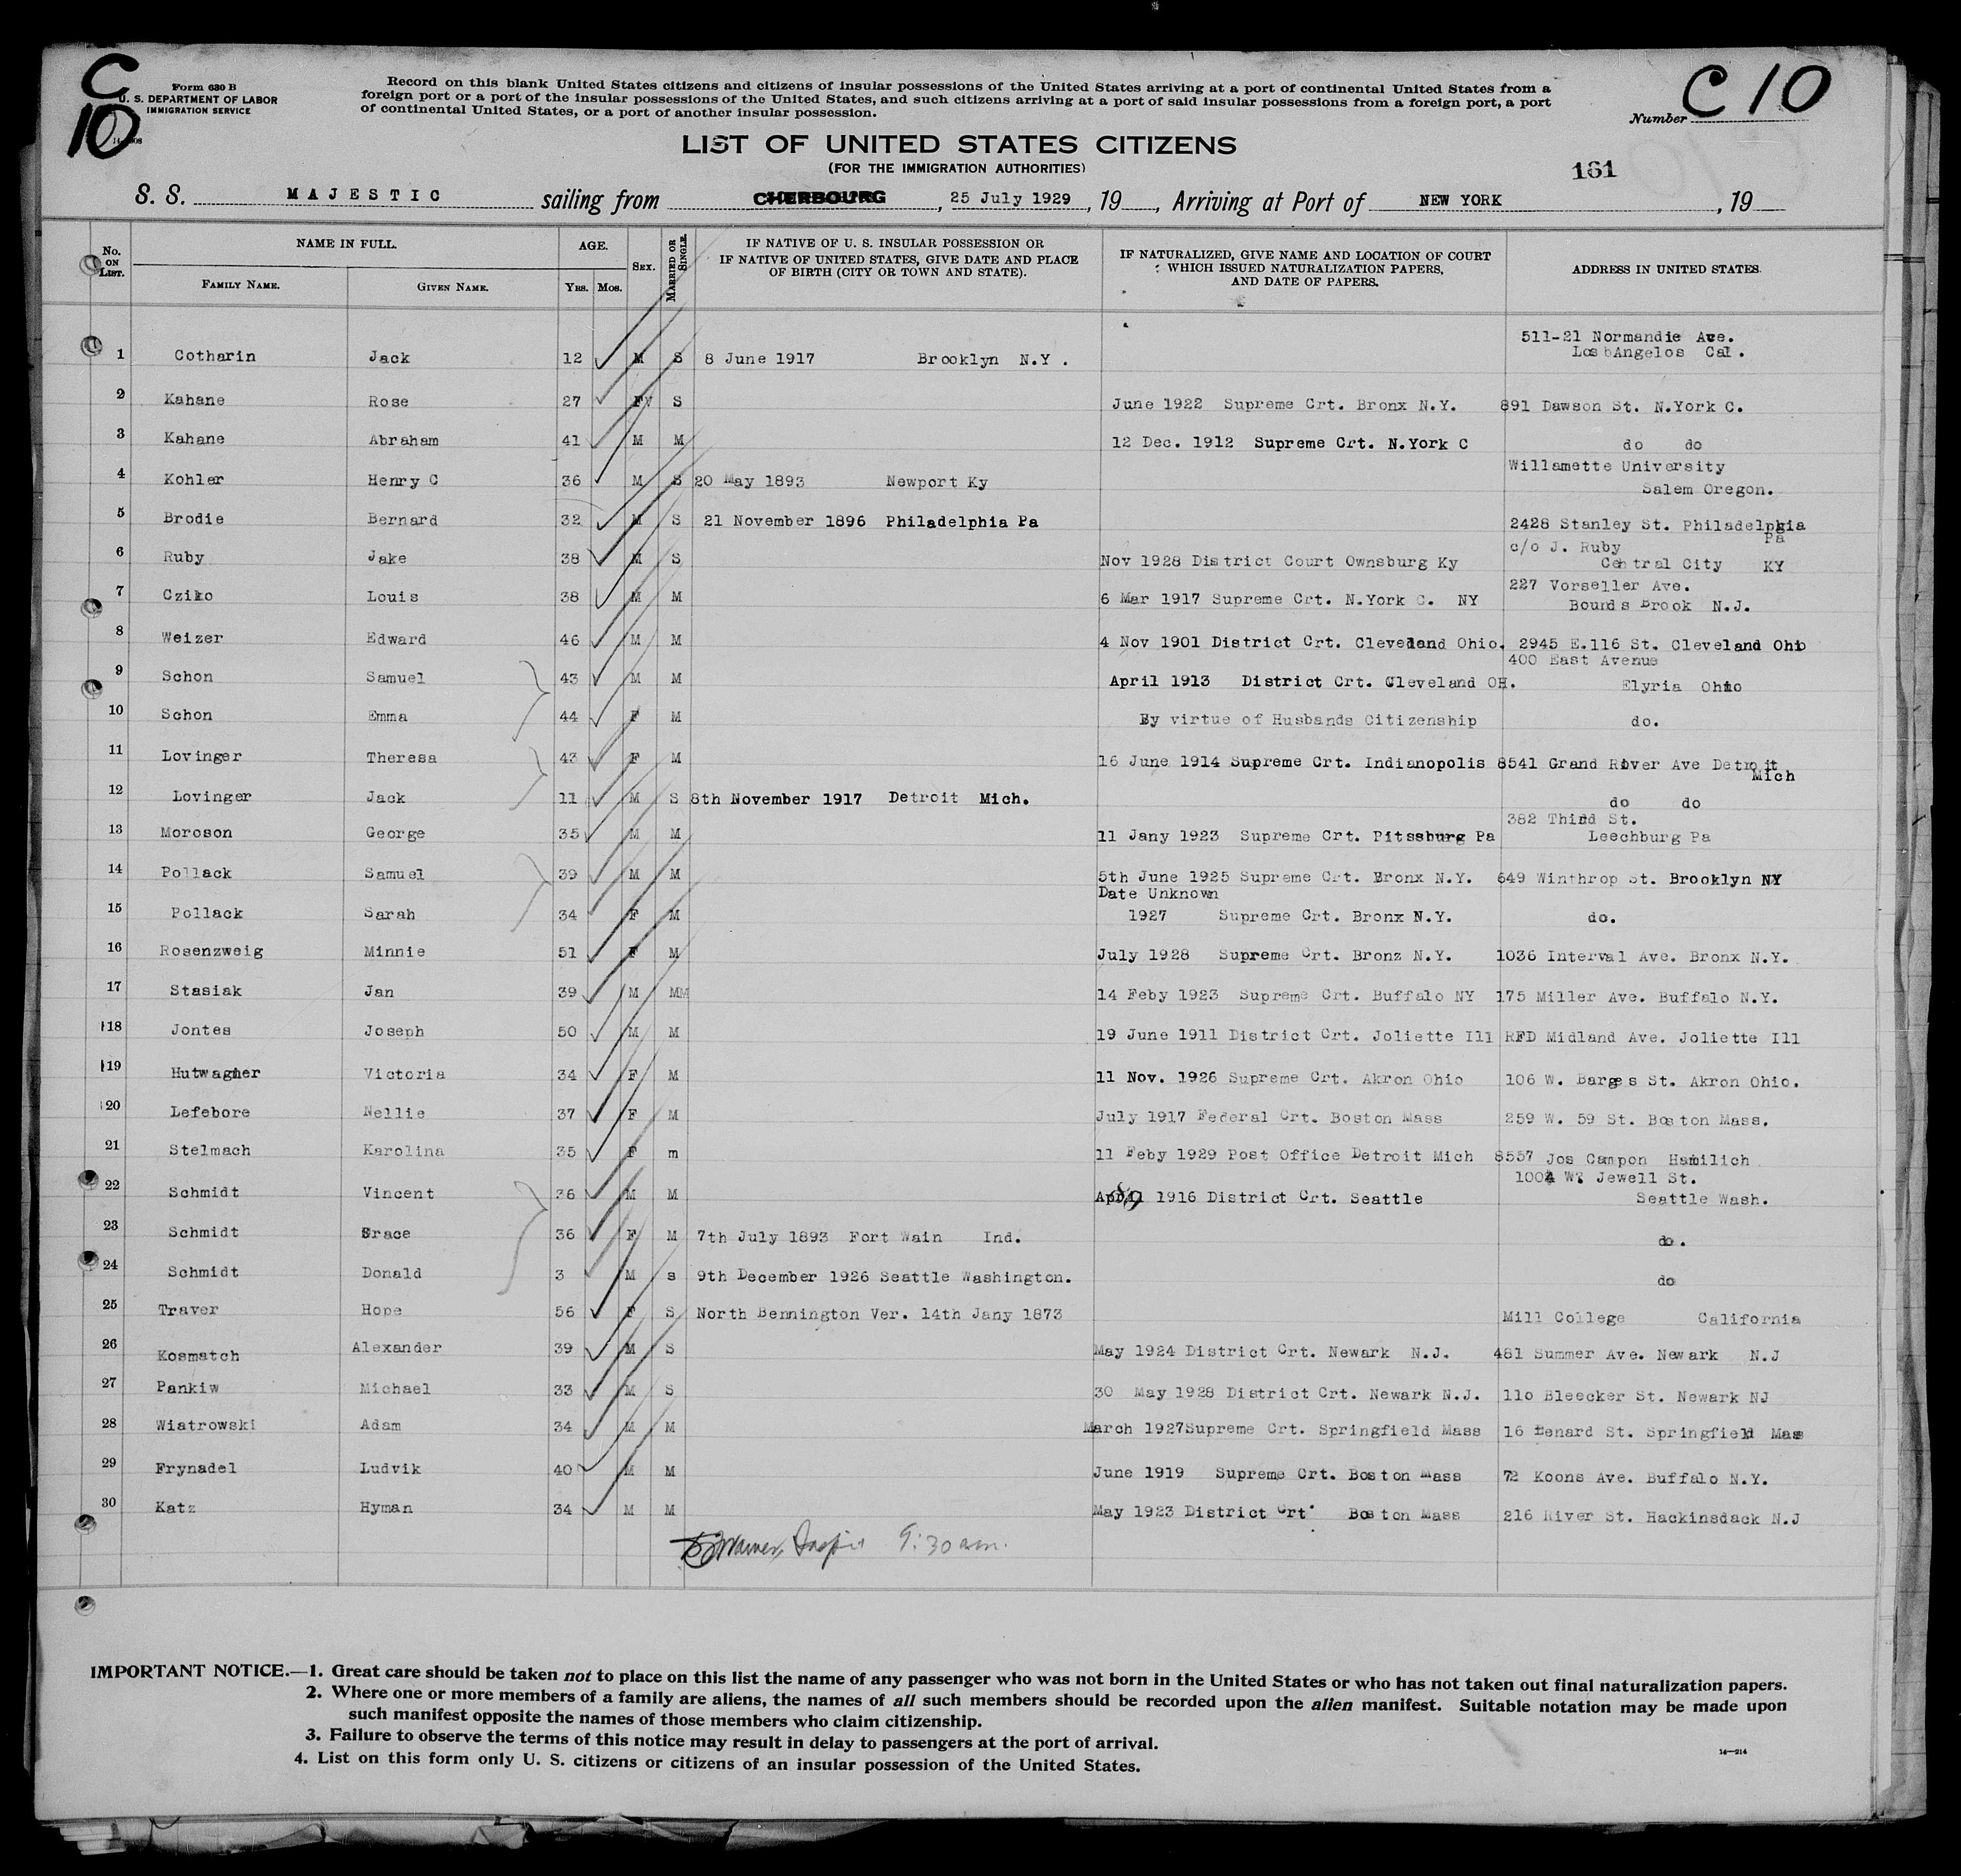 C
10
Form 630 B
U. S. DEPARTMENT OF LABOR
IMMIGRATION SERVICE
Record on this blank United States citizens and citizens of insular possessions of the United States arriving at a port of continental United States from a
foreign port or a port of the insular possessions of the United States, and such citizens arriving at a port of said insular possessions from a foreign port, a port
of continental United States, or a port of another insular possession.
Number C 10
LIST OF UNITED STATES CITIZENS
(FOR THE IMMIGRATION AUTHORITIES)
161
S. S. MAJESTIC sailing from CHERBOURG, 25 July 1929, 19 , Arriving at Port of NEW YORK , 19
No. ON LIST. NAME IN FULL. AGE. SEX. MARRIED OR SINGLE. IF NATIVE OF U. S. INSULAR POSSESSION OR IF NATIVE OF UNITED STATES, GIVE DATE AND PLACE OF BIRTH (CITY OR TOWN AND STATE). IF NATURALIZED, GIVE NAME AND LOCATION OF COURT WHICH ISSUED NATURALIZATION PAPERS, AND DATE OF PAPERS. ADDRESS IN UNITED STATES.
FAMILY NAME. GIVEN NAME. YRS. MOS.
511-21 Normandie Ave.
1 Cotharin Jack 12 M S 8 June 1917 Brooklyn N.Y. Los Angelos Cal.
2 Kahane Rose 27 F S June 1922 Supreme Crt. Bronx N.Y. 891 Dawson St. N.York C.
3 Kahane Abraham 41 M M 12 Dec. 1912 Supreme Crt. N.York C do do
Willamette University
4 Kohler Henry C 36 M S 20 May 1893 Newport Ky Salem Oregon.
5 Brodie Bernard 32 M S 21 November 1896 Philadelphia Pa 2428 Stanley St. Philadelphia
Pa
c/o J. Ruby
6 Ruby Jake 38 M S Nov 1928 District Court Ownsburg Ky Central City KY
227 Vorseller Ave.
7 Cziko Louis 38 M M 6 Mar 1917 Supreme Crt. N.York C. NY Bounds Brook N.J.
8 Weizer Edward 46 M M 4 Nov 1901 District Crt. Cleveland Ohio. 2945 E.116 St. Cleveland Ohio
400 East Avenue
9 Schon Samuel 43 M M April 1913 District Crt. Cleveland OH. Elyria Ohio
10 Schon Emma 44 F M By virtue of Husbands Citizenship do.
11 Lovinger Theresa 43 F M 16 June 1914 Supreme Crt. Indianopolis 8541 Grand River Ave Detroit
Mich
12 Lovinger Jack 11 M S 8th November 1917 Detroit Mich. do do
382 Third St.
13 Moroson George 35 M M 11 Jany 1923 Supreme Crt. Pitssburg Pa Leechburg Pa
14 Pollack Samuel 39 M M 5th June 1925 Supreme Crt. Bronx N.Y. 649 Winthrop St. Brooklyn NY
Date Unknown
15 Pollack Sarah 34 F M 1927 Supreme Crt. Bronx N.Y. do.
16 Rosenzweig Minnie 51 F M July 1928 Supreme Crt. Bronz N.Y. 1036 Interval Ave. Bronx N.Y.
17 Stasiak Jan 39 M MM 14 Feby 1923 Supreme Crt. Buffalo NY 175 Miller Ave. Buffalo N.Y.
18 Jontes Joseph 50 M M 19 June 1911 District Crt. Joliette Ill RFD Midland Ave. Joliette Ill
19 Hutwagner Victoria 34 F M 11 Nov. 1926 Supreme Crt. Akron Ohio 106 W. Barges St. Akron Ohio.
20 Lefebore Nellie 37 F M July 1917 Federal Crt. Boston Mass 259 W. 59 St. Boston Mass.
21 Stelmach Karolina 35 F m 11 Feby 1929 Post Office Detroit Mich 8557 Jos Campon Hamilich
1004 W. Jewell St.
22 Schmidt Vincent 36 M M April 1916 District Crt. Seattle Seattle Wash.
23 Schmidt Grace 36 F M 7th July 1893 Fort Wain Ind. do.
24 Schmidt Donald 3 M s 9th December 1926 Seattle Washington. do
25 Traver Hope 56 F S North Bennington Ver. 14th Jany 1873 Mill College California
26 Kosmatch Alexander 39 M S May 1924 District Crt. Newark N.J. 481 Summer Ave. Newark N.J
27 Pankiw Michael 33 M S 30 May 1928 District Crt. Newark N.J. 110 Bleecker St. Newark NJ
28 Wiatrowski Adam 34 M M March 1927 Supreme Crt. Springfield Mass 16 Lenard St. Springfield Mass
29 Frynadel Ludvik 40 M M June 1919 Supreme Crt. Boston Mass 72 Koons Ave. Buffalo N.Y.
30 Katz Hyman 34 M M May 1923 District Crt. Boston Mass 216 River St. Hackinsdack N.J
9:30 am.
IMPORTANT NOTICE.—1. Great care should be taken not to place on this list the name of any passenger who was not born in the United States or who has not taken out final naturalization papers.
2. Where one or more members of a family are aliens, the names of all such members should be recorded upon the alien manifest. Suitable notation may be made upon
such manifest opposite the names of those members who claim citizenship.
3. Failure to observe the terms of this notice may result in delay to passengers at the port of arrival.
4. List on this form only U. S. citizens or citizens of an insular possession of the United States.
14—214